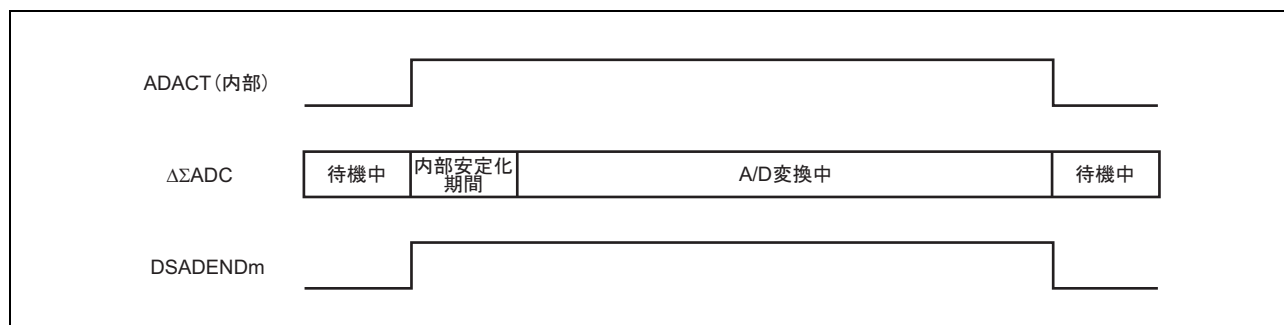 ADACT(内部)
ΔΣADC
待機中
内部安定化
期間
A/D変換中
待機中
DSADENDm